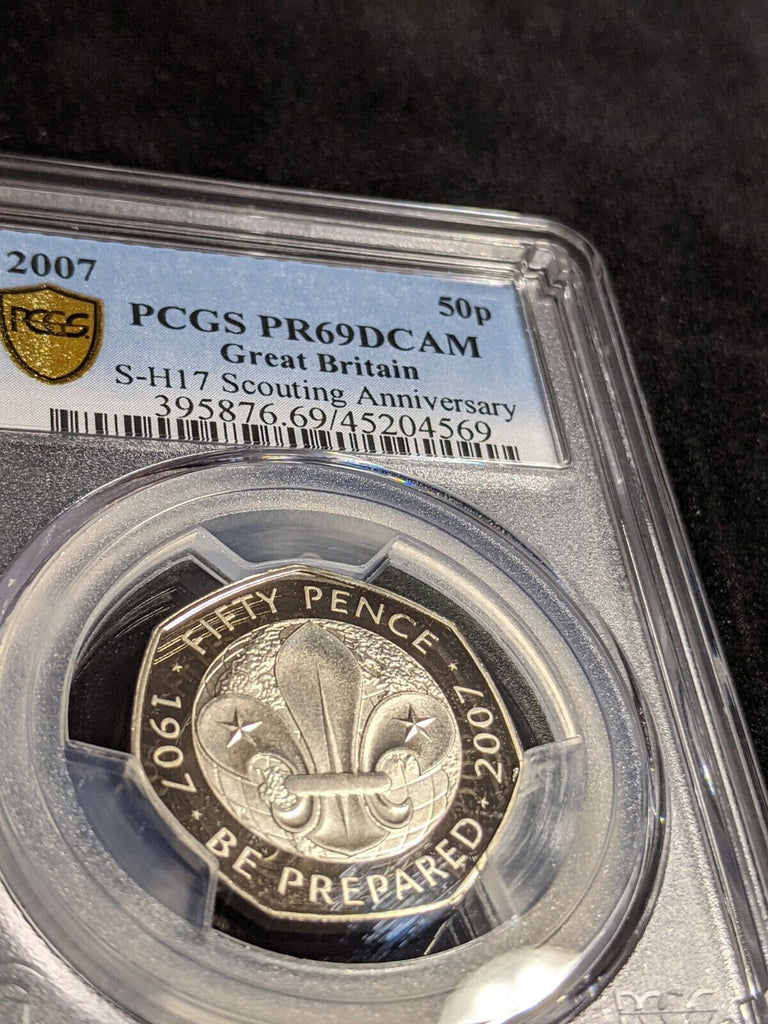 2007
50p
PCGS
PCGS PR69DCAM
Great Britain
S-H17 Scouting Anniversary
395876.69/45204569
FIFTY PENCE
1907
2007
BE PREPARED
PCGS